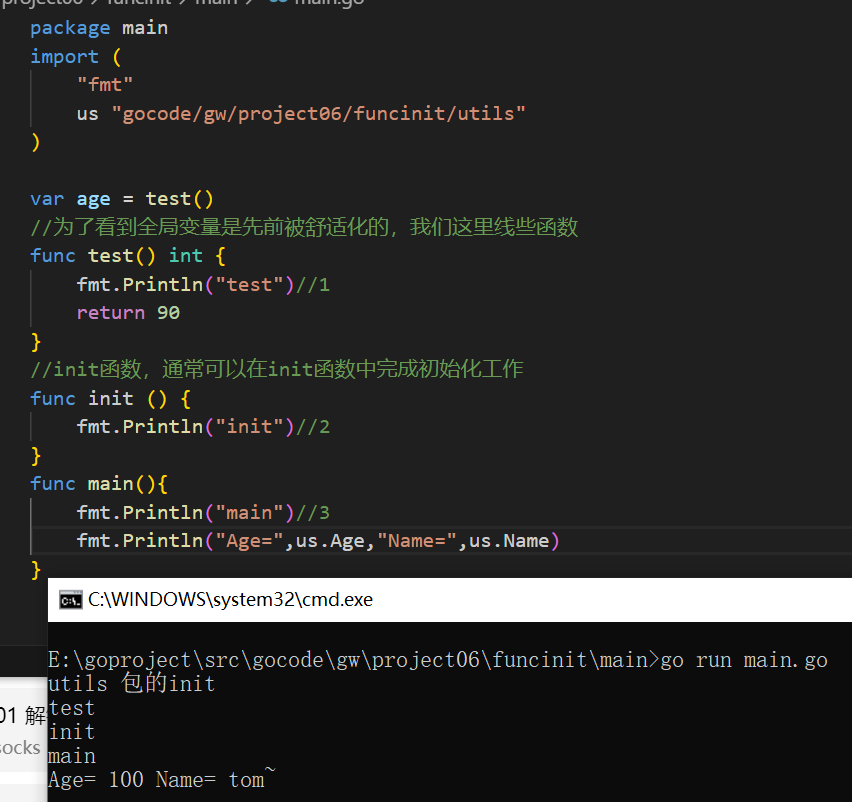 package main
import (
"fmt"
us "gocode/gw/project06/funcinit/utils"
)
var age = test()
//为了看到全局变量是先前被舒适化的，我们这里线些函数
func test() int {
fmt.Println("test")//1
return 90
}
//init函数，通常可以在init函数中完成初始化工作
func init () {
fmt.Println("init")//2
}
func main(){
fmt.Println("main")//3
fmt.Println("Age=",us.Age,"Name=",us.Name)
}
C:\WINDOWS\system32\cmd.exe
E:\goproject\src\gocode\gw\project06\funcinit\main>go run main.go
utils 包的init
test
init
main
Age= 100 Name= tom~
01 解
socks